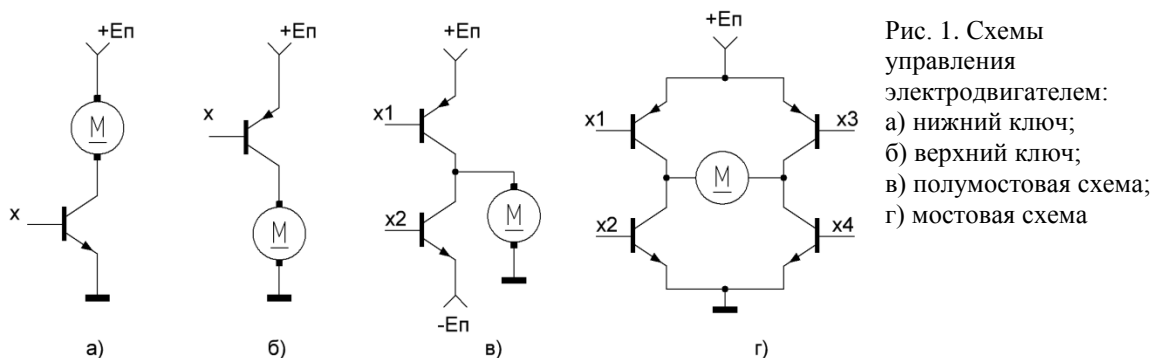 +Eп
M
x
а)
+Eп
x
M
б)
+Eп
x1
x2
M
-Eп
в)
+Eп
x1
x3
M
x2
x4
г)
Рис. 1. Схемы
управления
электродвигателем:
а) нижний ключ;
б) верхний ключ;
в) полумостовая схема;
г) мостовая схема